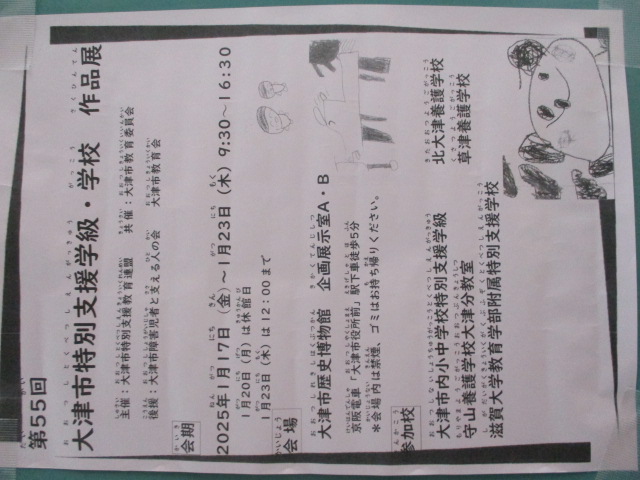 第55回
大津市特別支援学級・学校 作品展
主催：大津市特別支援教育連盟 共催：大津市教育委員会
後援：大津市障害児者と支える人の会 大津市教育会
会期
2025年1月17日（金）～1月23日（木）9:30～16:30
1月20日（月）は休館日
1月23日（木）は12:00まで
会場
大津市歴史博物館 企画展示室A・B
京阪電車「大津市役所前」駅下車徒歩5分
＊会場内は禁煙、ゴミはお持ち帰りください。
参加校
大津市内小中学校特別支援学級 北大津養護学校
守山養護学校大津分教室 草津養護学校
滋賀大学教育学部附属特別支援学校